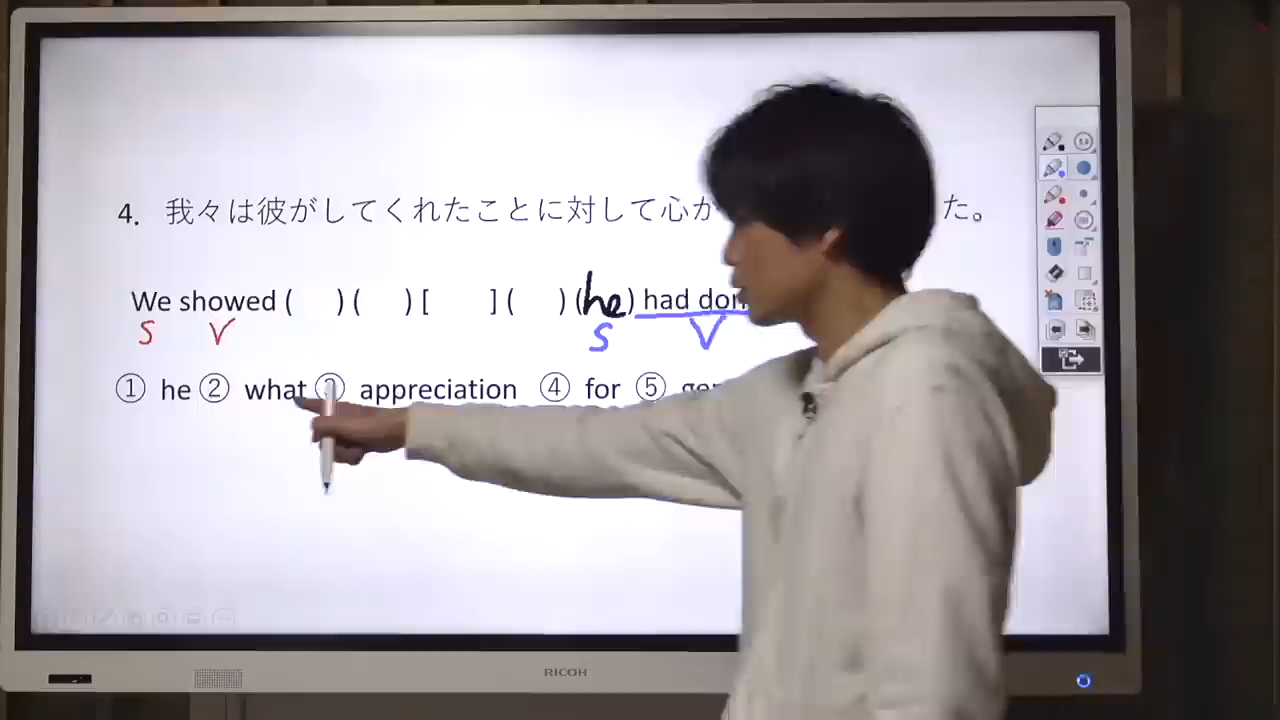 4. 我々は彼がしてくれたことに対して心か た。
We showed ( ) ( ) [ ] ( ) (he) had
S V S V
① he ② what ③ appreciation ④ for ⑤
RICOH